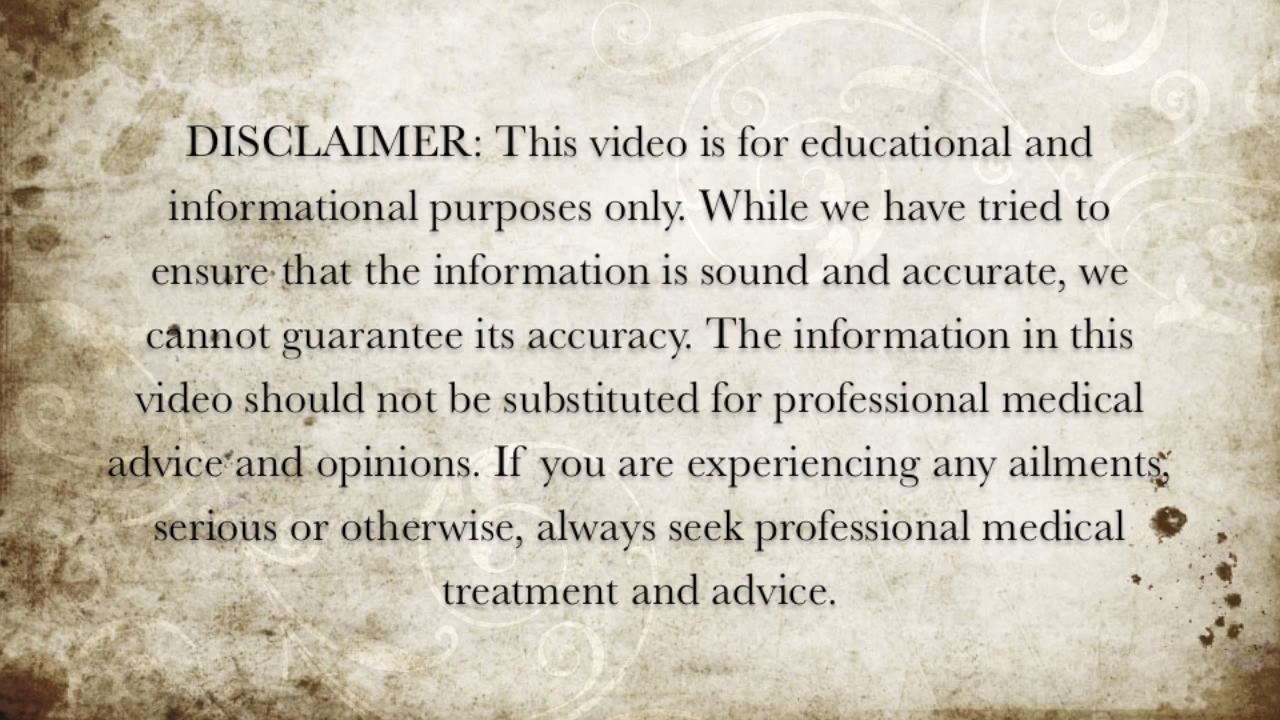 DISCLAIMER: This video is for educational and
informational purposes only. While we have tried to
ensure that the information is sound and accurate, we
cannot guarantee its accuracy. The information in this
video should not be substituted for professional medical
advice and opinions. If you are experiencing any ailments,
serious or otherwise, always seek professional medical
treatment and advice.